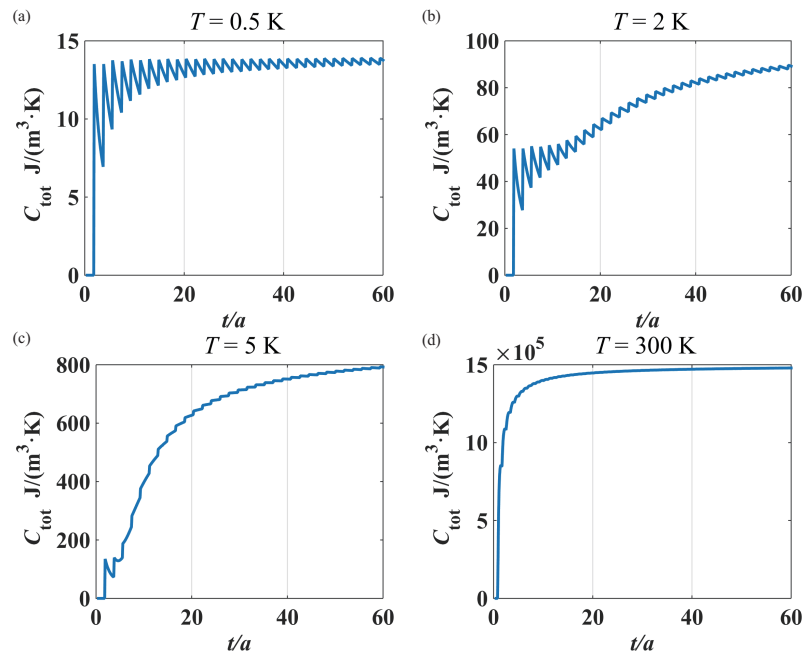 (a)
T = 0.5 K
15
10
5
0
0
20
40
60
C_tot J/(m³·K)
t/a
(b)
T = 2 K
100
80
60
40
20
0
0
20
40
60
C_tot J/(m³·K)
t/a
(c)
T = 5 K
800
600
400
200
0
0
20
40
60
C_tot J/(m³·K)
t/a
(d)
×10⁵
T = 300 K
15
10
5
0
0
20
40
60
C_tot J/(m³·K)
t/a